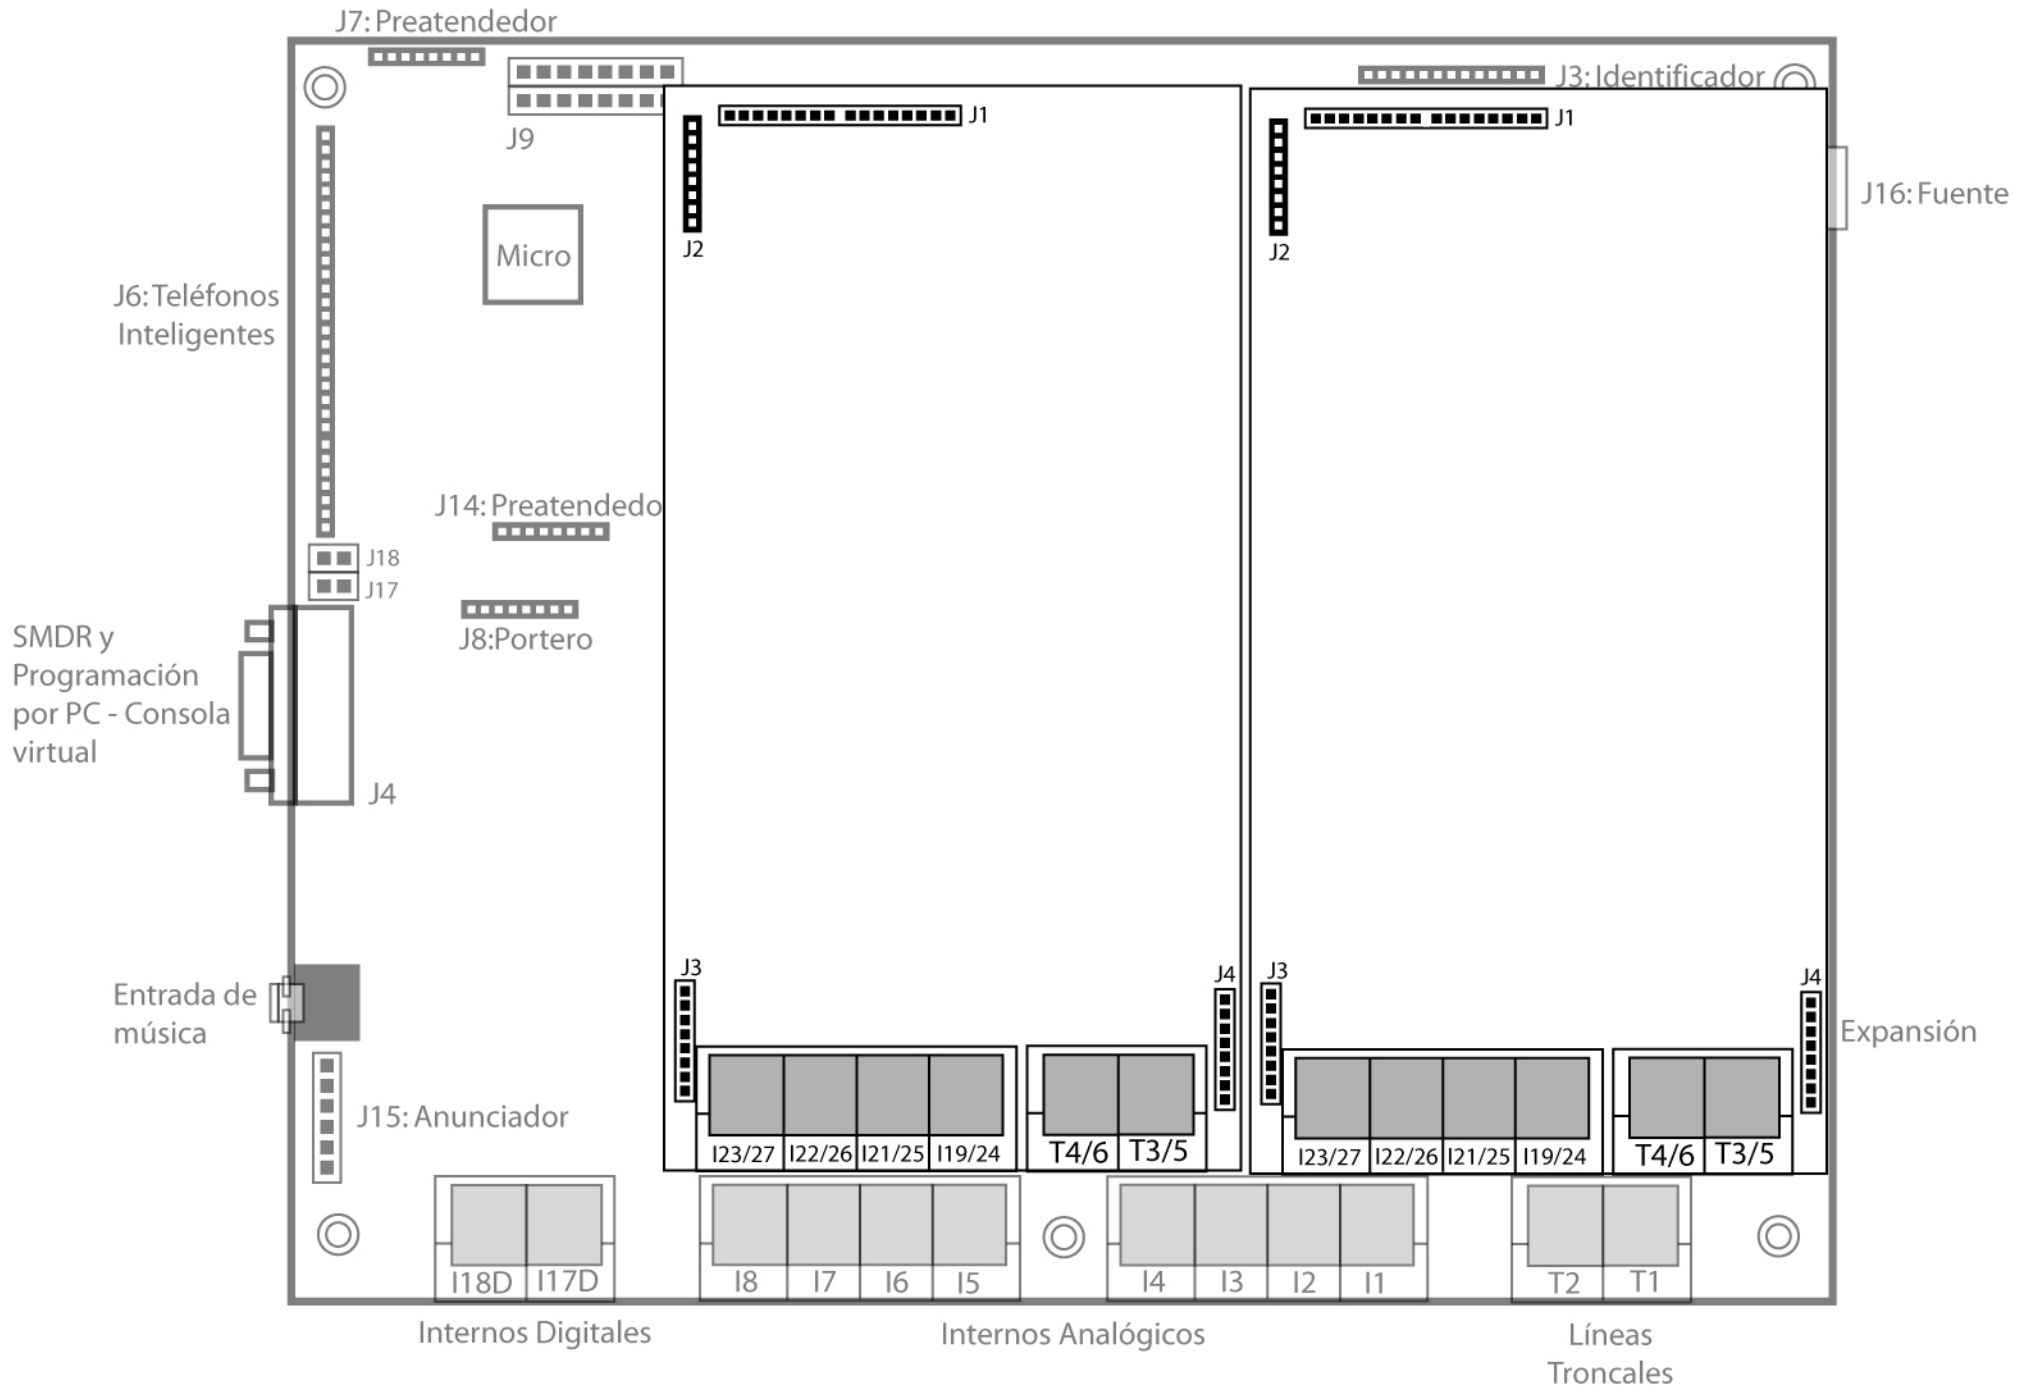 J7: Preatendedor
J3: Identificador
J9
J1
J1
J2
J2
J16: Fuente
Micro
J6: Teléfonos
Inteligentes
J14: Preatendedo
J18
J17
J8:Portero
SMDR y
Programación
por PC - Consola
virtual
J4
J3
J4
J3
J4
Entrada de
música
Expansión
J15: Anunciador
I23/27 I22/26 I21/25 I19/24 T4/6 T3/5
I23/27 I22/26 I21/25 I19/24 T4/6 T3/5
I18D I17D I8 I7 I6 I5 I4 I3 I2 I1 T2 T1
Internos Digitales
Internos Analógicos
Líneas
Troncales